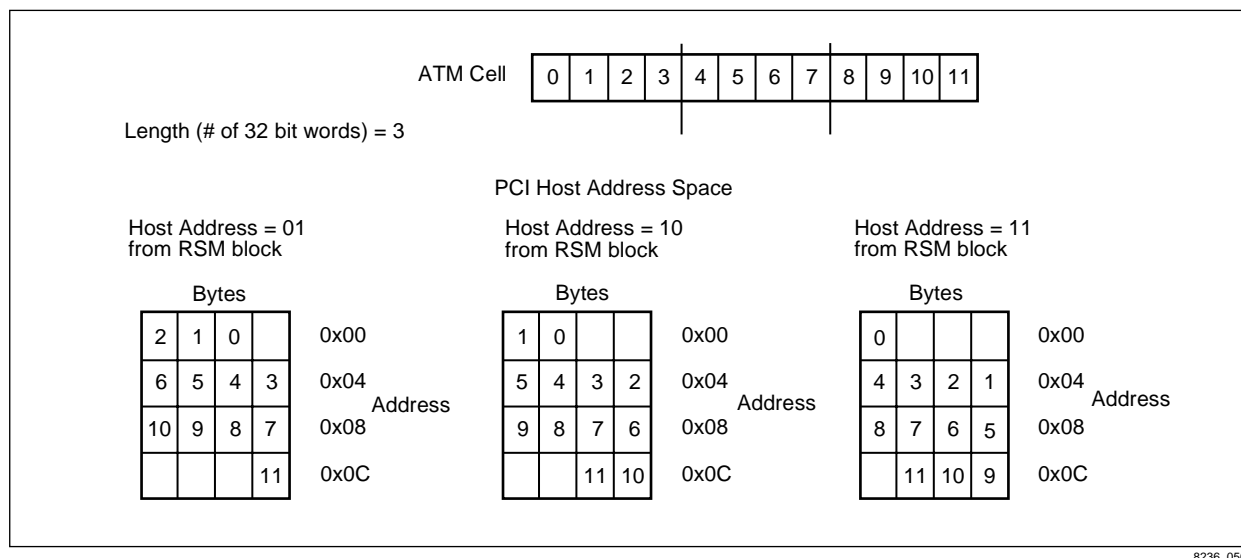 ATM Cell 0 1 2 3 4 5 6 7 8 9 10 11
Length (# of 32 bit words) = 3
PCI Host Address Space
Host Address = 01
from RSM block
Bytes
2 1 0 0x00
6 5 4 3 0x04
Address
10 9 8 7 0x08
11 0x0C
Host Address = 10
from RSM block
Bytes
1 0 0x00
5 4 3 2 0x04
Address
9 8 7 6 0x08
11 10 0x0C
Host Address = 11
from RSM block
Bytes
0 0x00
4 3 2 1 0x04
Address
8 7 6 5 0x08
11 10 9 0x0C